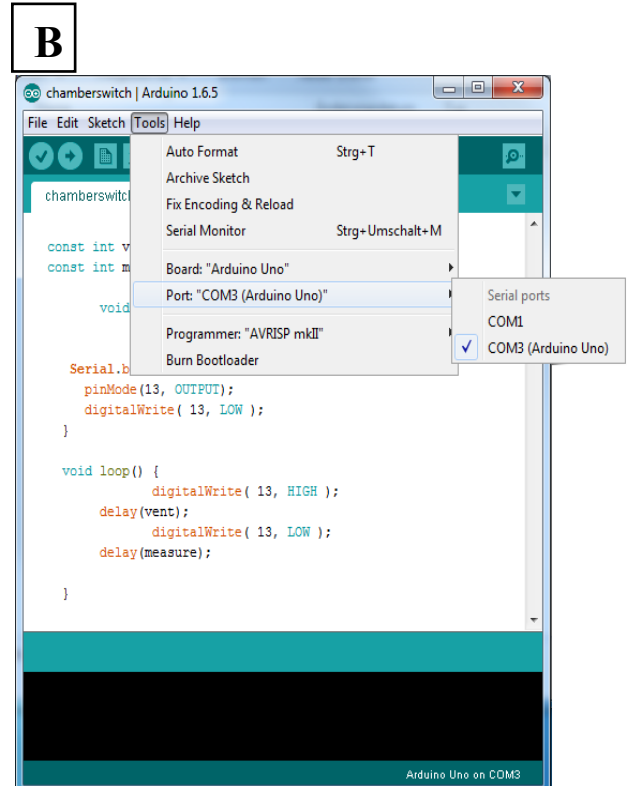 B
chamberswitch | Arduino 1.6.5
File Edit Sketch Tools Help
Auto Format Strg+T
Archive Sketch
Fix Encoding & Reload
Serial Monitor Strg+Umschalt+M
Board: "Arduino Uno"
Port: "COM3 (Arduino Uno)"
Programmer: "AVRISP mkII"
Burn Bootloader
Serial ports
COM1
COM3 (Arduino Uno)
chamberswitc
const int v
const int m
void
Serial.b
pinMode(13, OUTPUT);
digitalWrite( 13, LOW );
}
void loop() {
digitalWrite( 13, HIGH );
delay(vent);
digitalWrite( 13, LOW );
delay(measure);
}
Arduino Uno on COM3